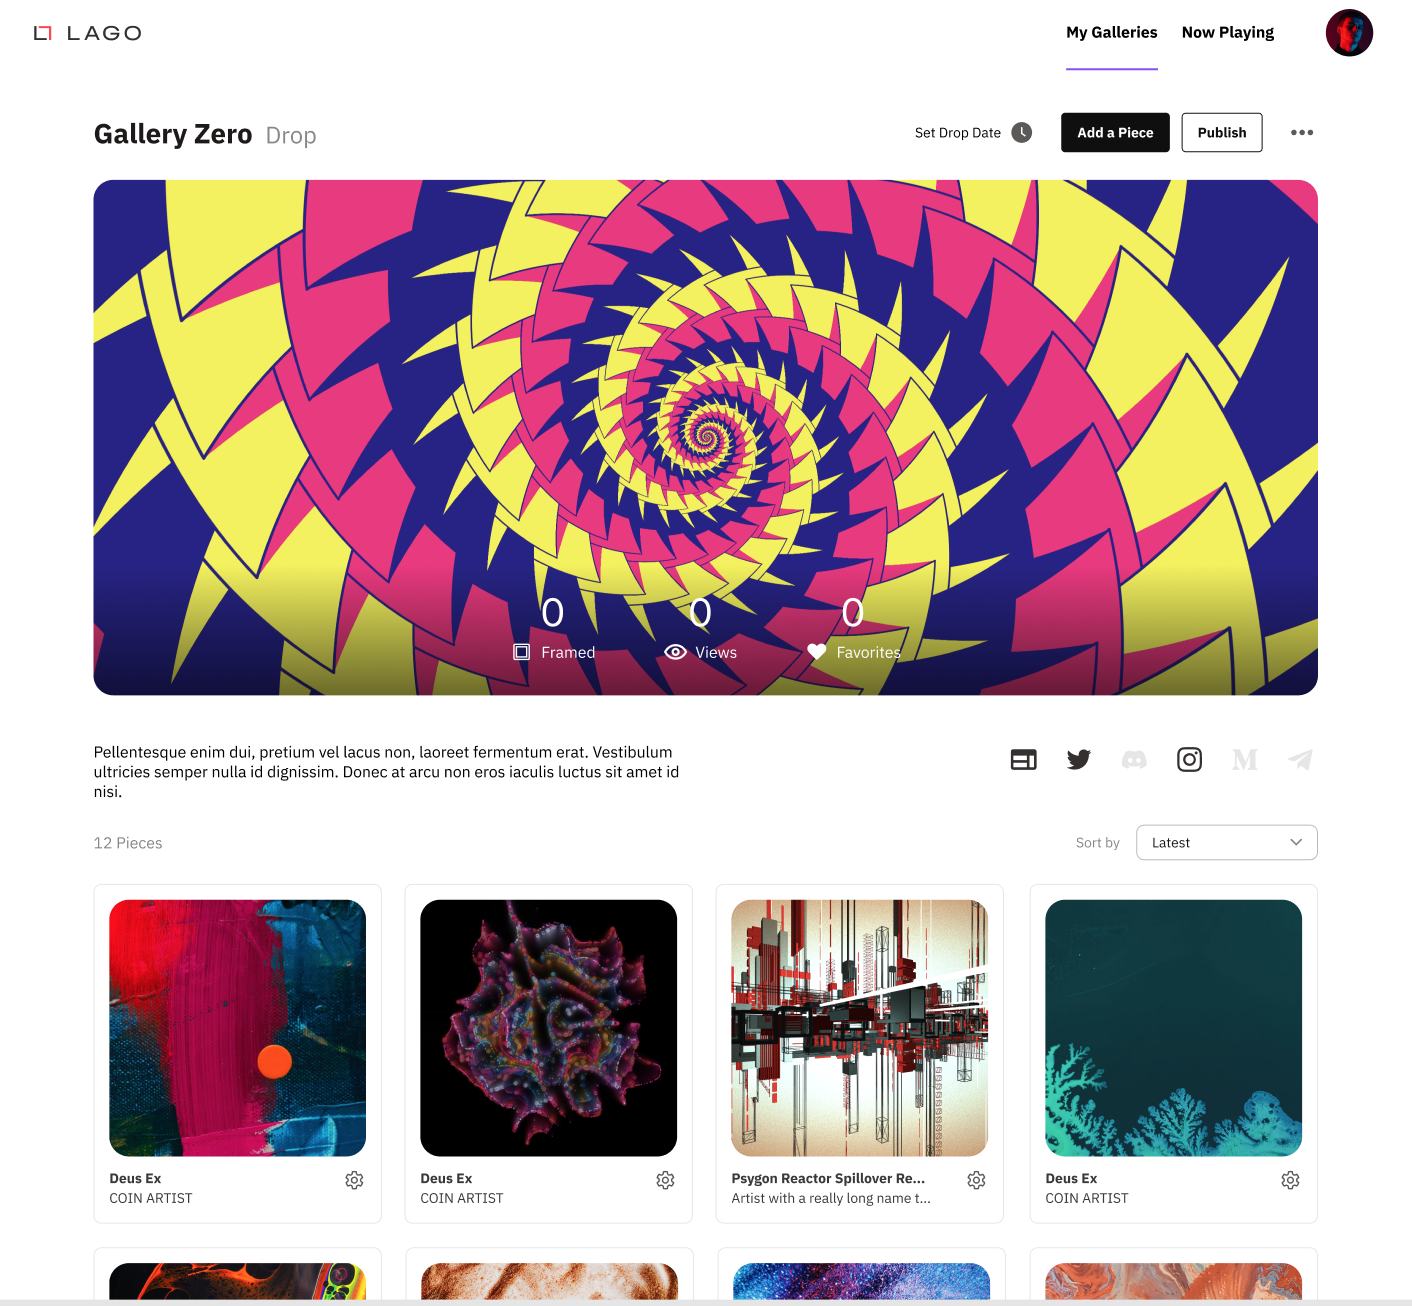 LAGO
My Galleries
Now Playing
Gallery Zero Drop
Set Drop Date
Add a Piece
Publish
0
0
0
Framed
Views
Favorites
Pellentesque enim dui, pretium vel lacus non, laoreet fermentum erat. Vestibulum
ultricies semper nulla id dignissim. Donec at arcu non eros iaculis luctus sit amet id
nisi.
M
12 Pieces
Sort by
Latest
Deus Ex
COIN ARTIST
Deus Ex
COIN ARTIST
Psygon Reactor Spillover Re...
Artist with a really long name t...
Deus Ex
COIN ARTIST